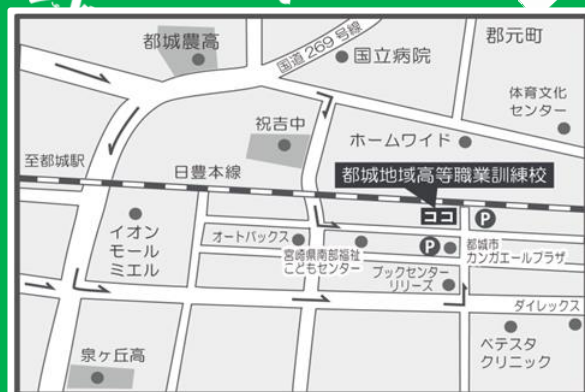 都城農高
国道269号線
国立病院
郡元町
体育文化
センター
祝吉中
ホームワイド
至都城駅
日豊本線
都城地域高等職業訓練校
ココ
P
イオン
モール
ミエル
オートバックス
宮崎県南部福祉
こどもセンター
P
都城市
カンガエールプラザ
ブックセンター
リリーズ
ダイレックス
ベテスタ
クリニック
泉ヶ丘高